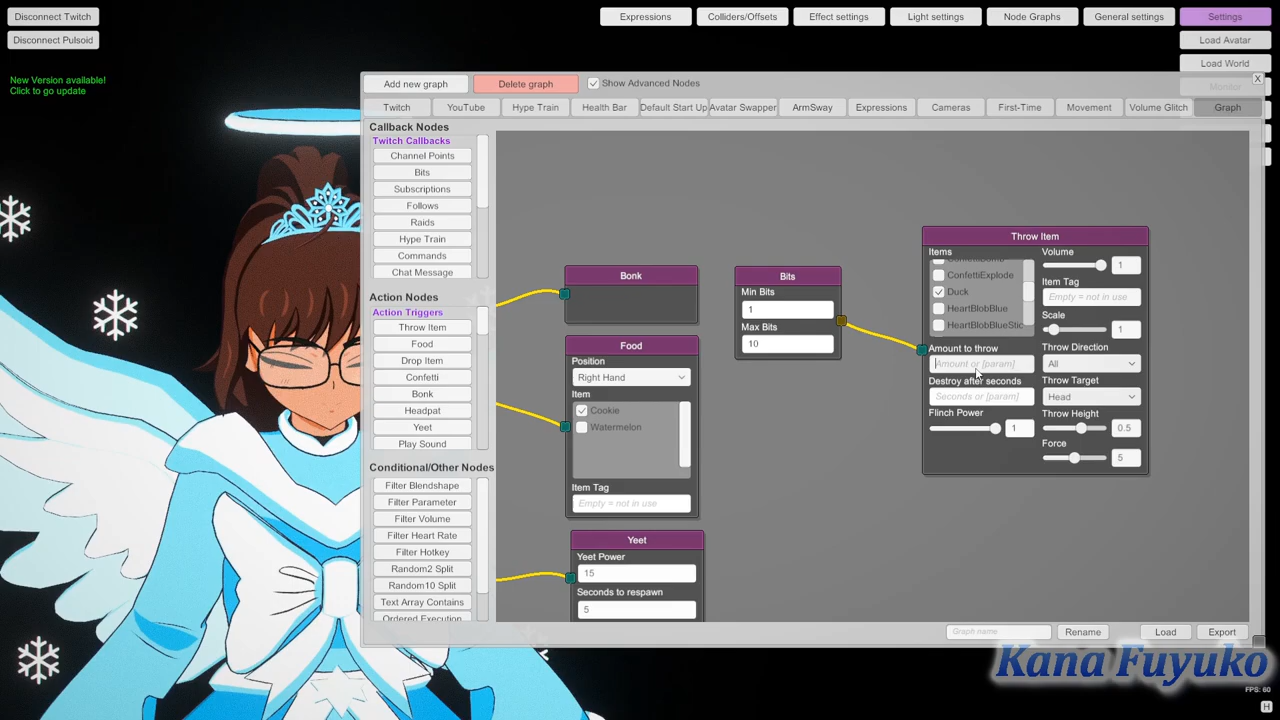 Disconnect Twitch
Disconnect Pulsoid
New Version available!
Click to go update
Expressions
Colliders/Offsets
Effect settings
Light settings
Node Graphs
General settings
Settings
Load Avatar
Load World
X
Add new graph
Delete graph
Show Advanced Nodes
Twitch
YouTube
Hype Train
Health Bar
Default Start Up
Avatar Swapper
ArmSway
Expressions
Cameras
First-Time
Movement
Volume Glitch
Graph
Callback Nodes
Twitch Callbacks
Channel Points
Bits
Subscriptions
Follows
Raids
Hype Train
Commands
Chat Message
Action Nodes
Action Triggers
Throw Item
Food
Drop Item
Confetti
Bonk
Headpat
Yeet
Play Sound
Conditional/Other Nodes
Filter Blendshape
Filter Parameter
Filter Volume
Filter Heart Rate
Filter Hotkey
Random2 Split
Random10 Split
Text Array Contains
Ordered Execution
Bonk
Food
Position
Right Hand
Item
Cookie
Watermelon
Item Tag
Empty = not in use
Yeet
Yeet Power
15
Seconds to respawn
5
Bits
Min Bits
1
Max Bits
10
Throw Item
Items
ConfettiBomb
ConfettiExplode
Duck
HeartBlobBlue
HeartBlobBlueStic
Amount to throw
Amount or [param]
Destroy after seconds
Seconds or [param]
Flinch Power
1
Volume
1
Item Tag
Empty = not in use
Scale
1
Throw Direction
All
Throw Target
Head
Throw Height
0.5
Force
5
Graph name
Rename
Load
Export
Kana Fuyuko
FPS: 60
H